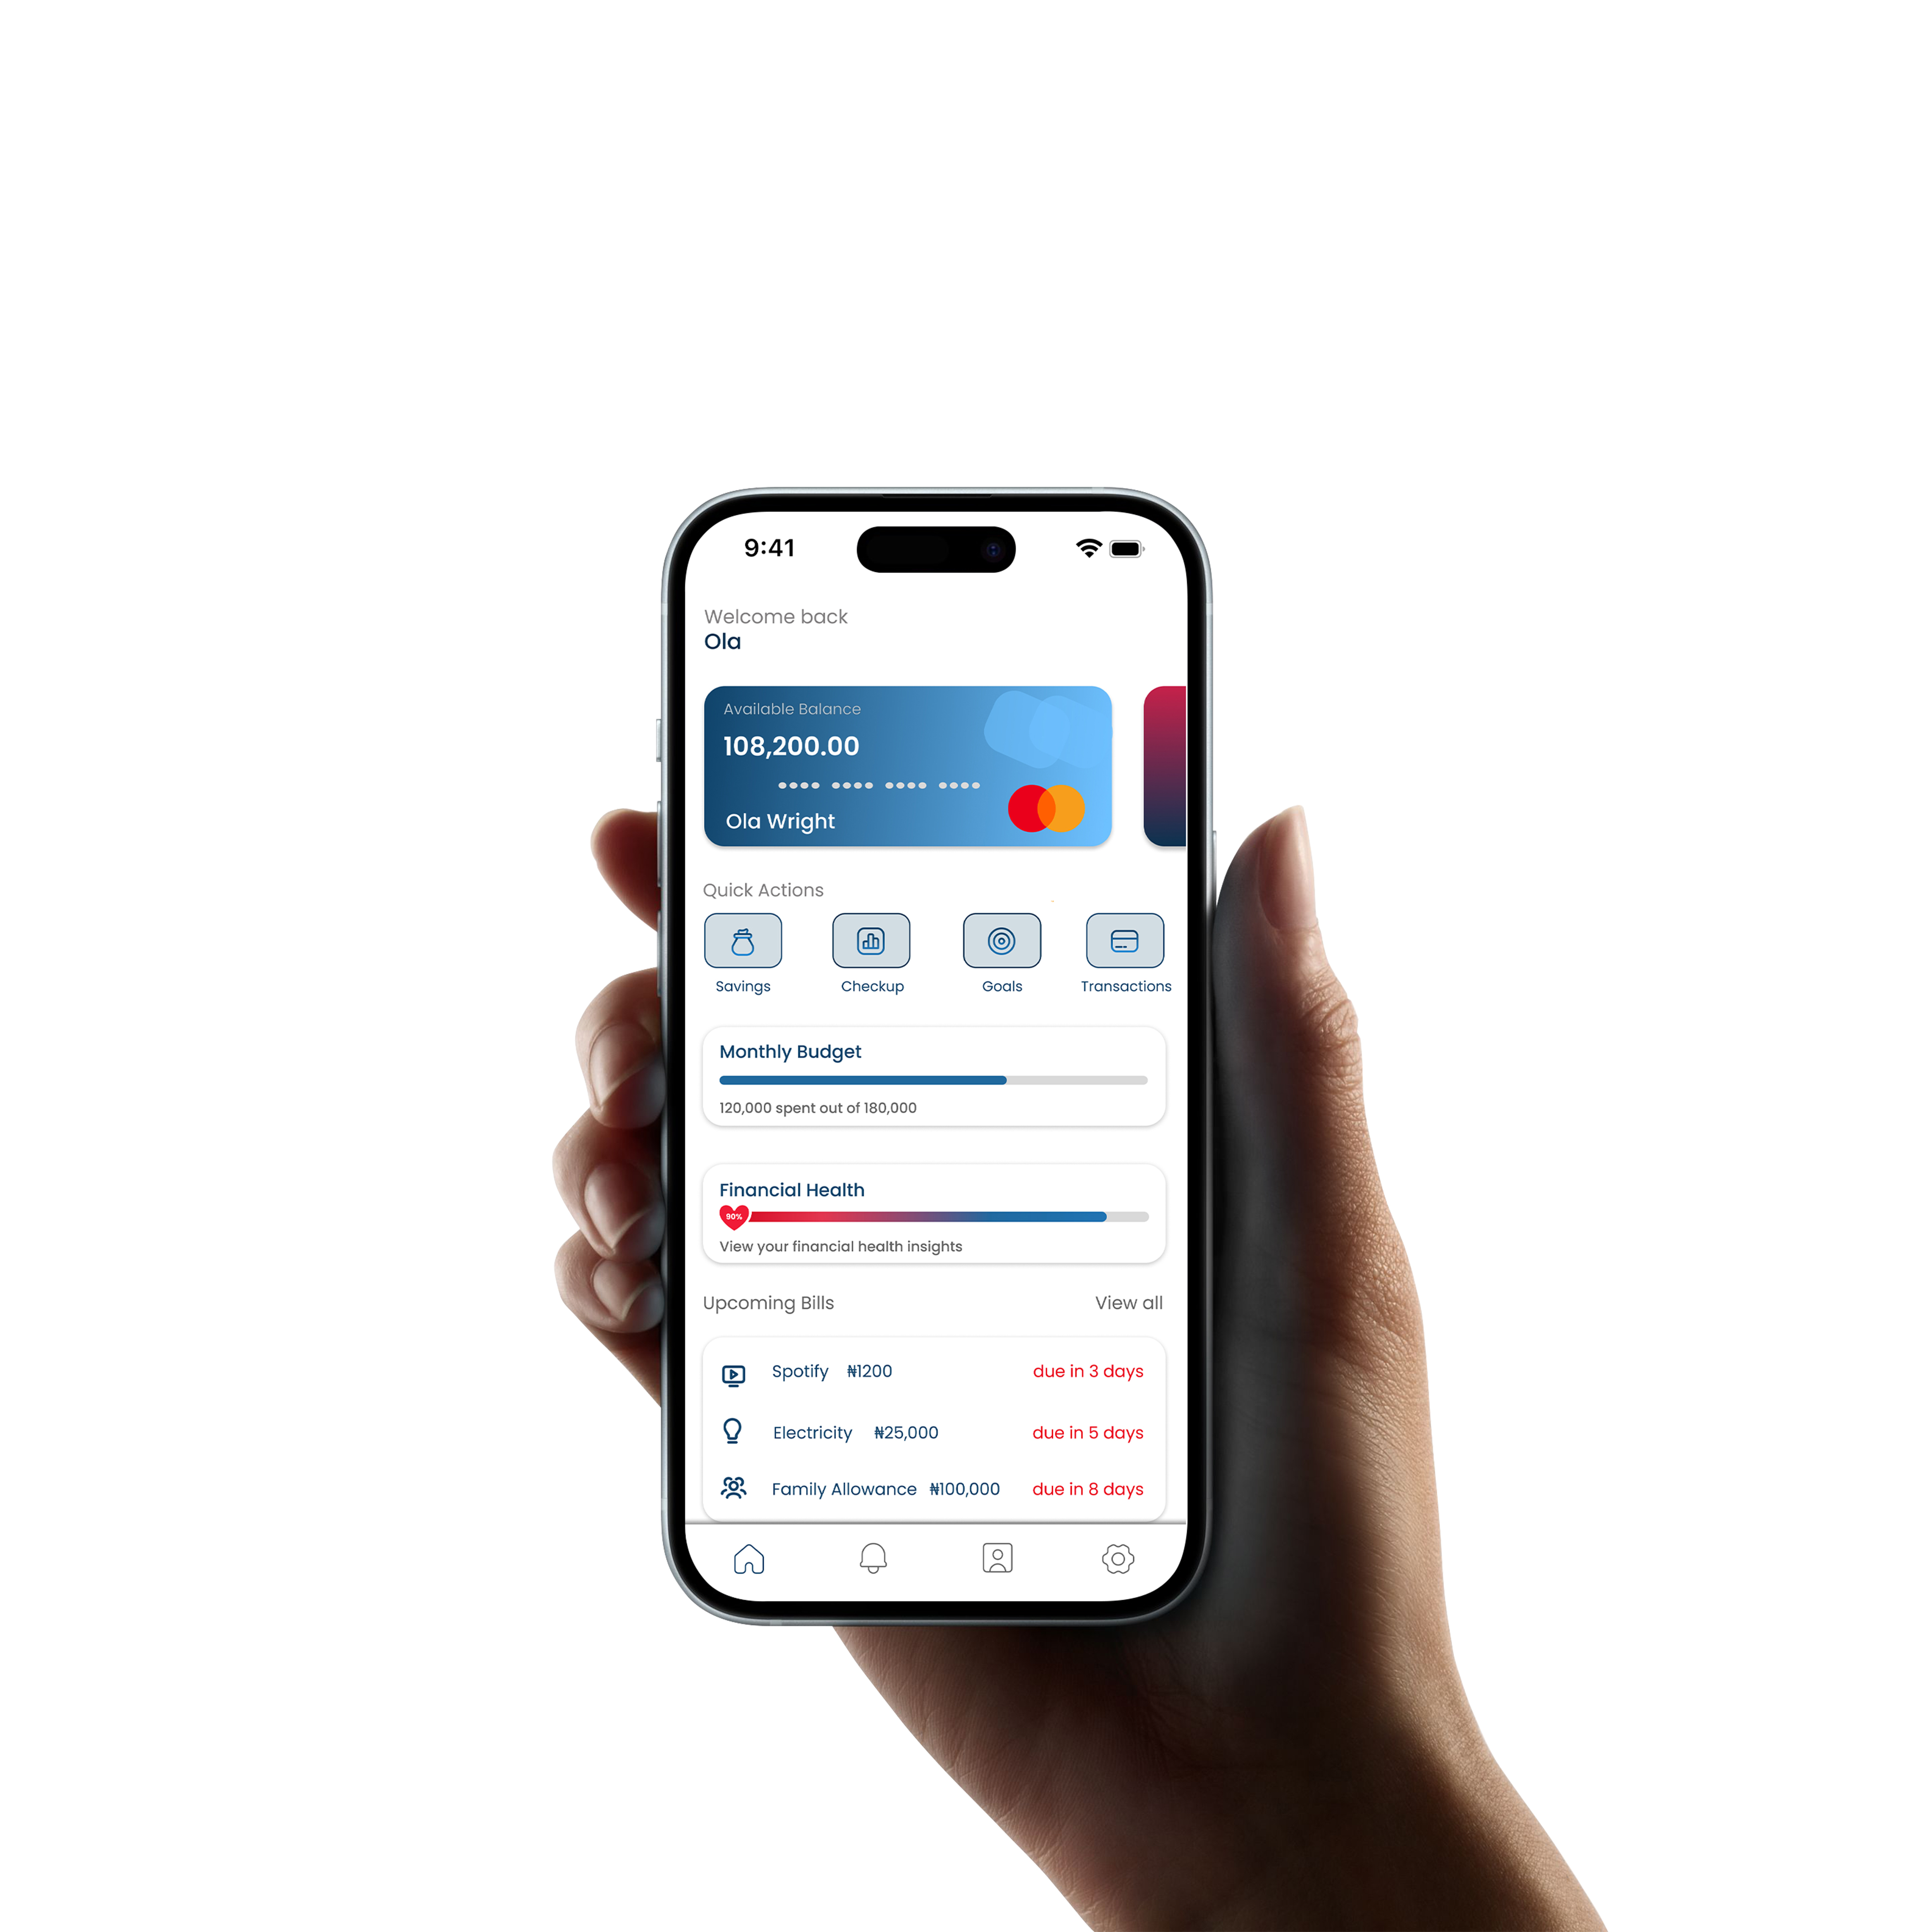 9:41
Welcome back
Ola
Available Balance
108,200.00
Ola Wright
Quick Actions
Savings Checkup Goals Transactions
Monthly Budget
120,000 spent out of 180,000
Financial Health
90%
View your financial health insights
Upcoming Bills View all
Spotify ₦1200 due in 3 days
Electricity ₦25,000 due in 5 days
Family Allowance ₦100,000 due in 8 days